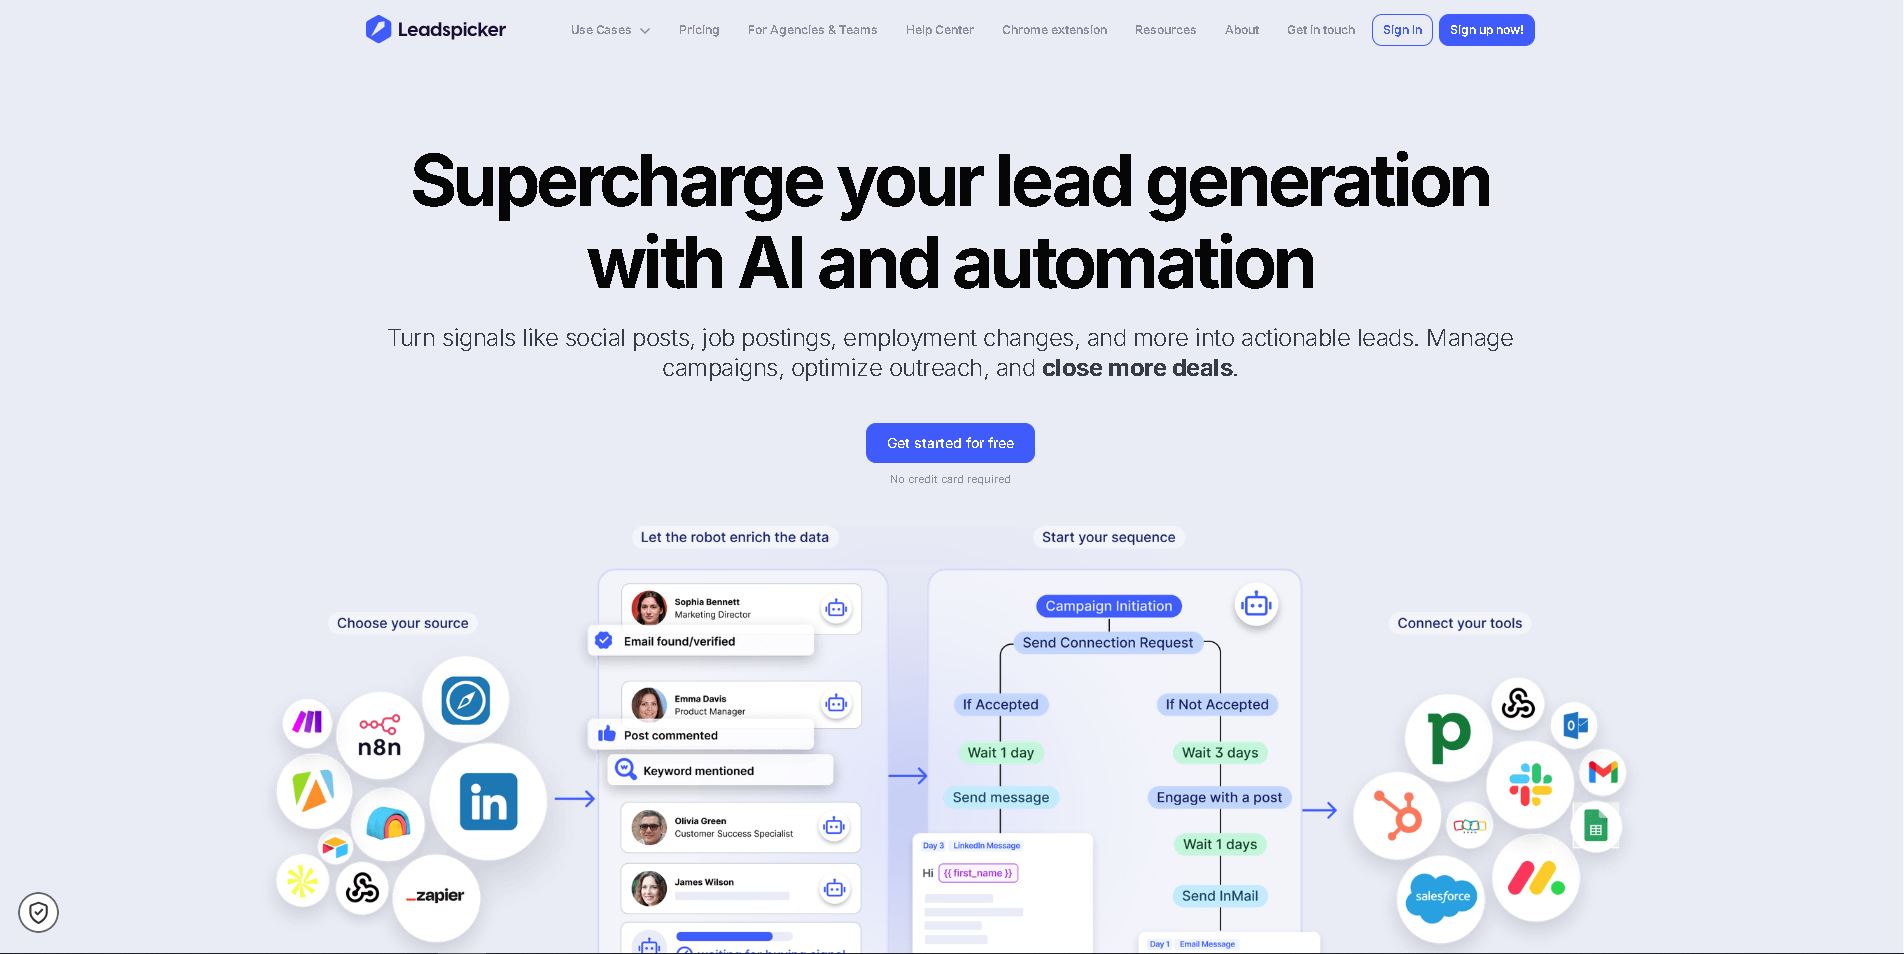 Leadspicker
Use Cases
Pricing
For Agencies & Teams
Help Center
Chrome extension
Resources
About
Get in touch
Sign In
Sign up now!
Supercharge your lead generation
with AI and automation
Turn signals like social posts, job postings, employment changes, and more into actionable leads. Manage
campaigns, optimize outreach, and close more deals.
Get started for free
No credit card required
Choose your source
n8n
in
zapier
Let the robot enrich the data
Sophia Bennett
Marketing Director
Email found/verified
Emma Davis
Product Manager
Post commented
Keyword mentioned
Olivia Green
Customer Success Specialist
James Wilson
waiting for buying signal
Start your sequence
Campaign Initiation
Send Connection Request
If Accepted
Wait 1 day
Send message
Day 3 LinkedIn Message
Hi {{ first_name }}
If Not Accepted
Wait 3 days
Engage with a post
Wait 1 days
Send InMail
Day 1 Email Message
Connect your tools
salesforce